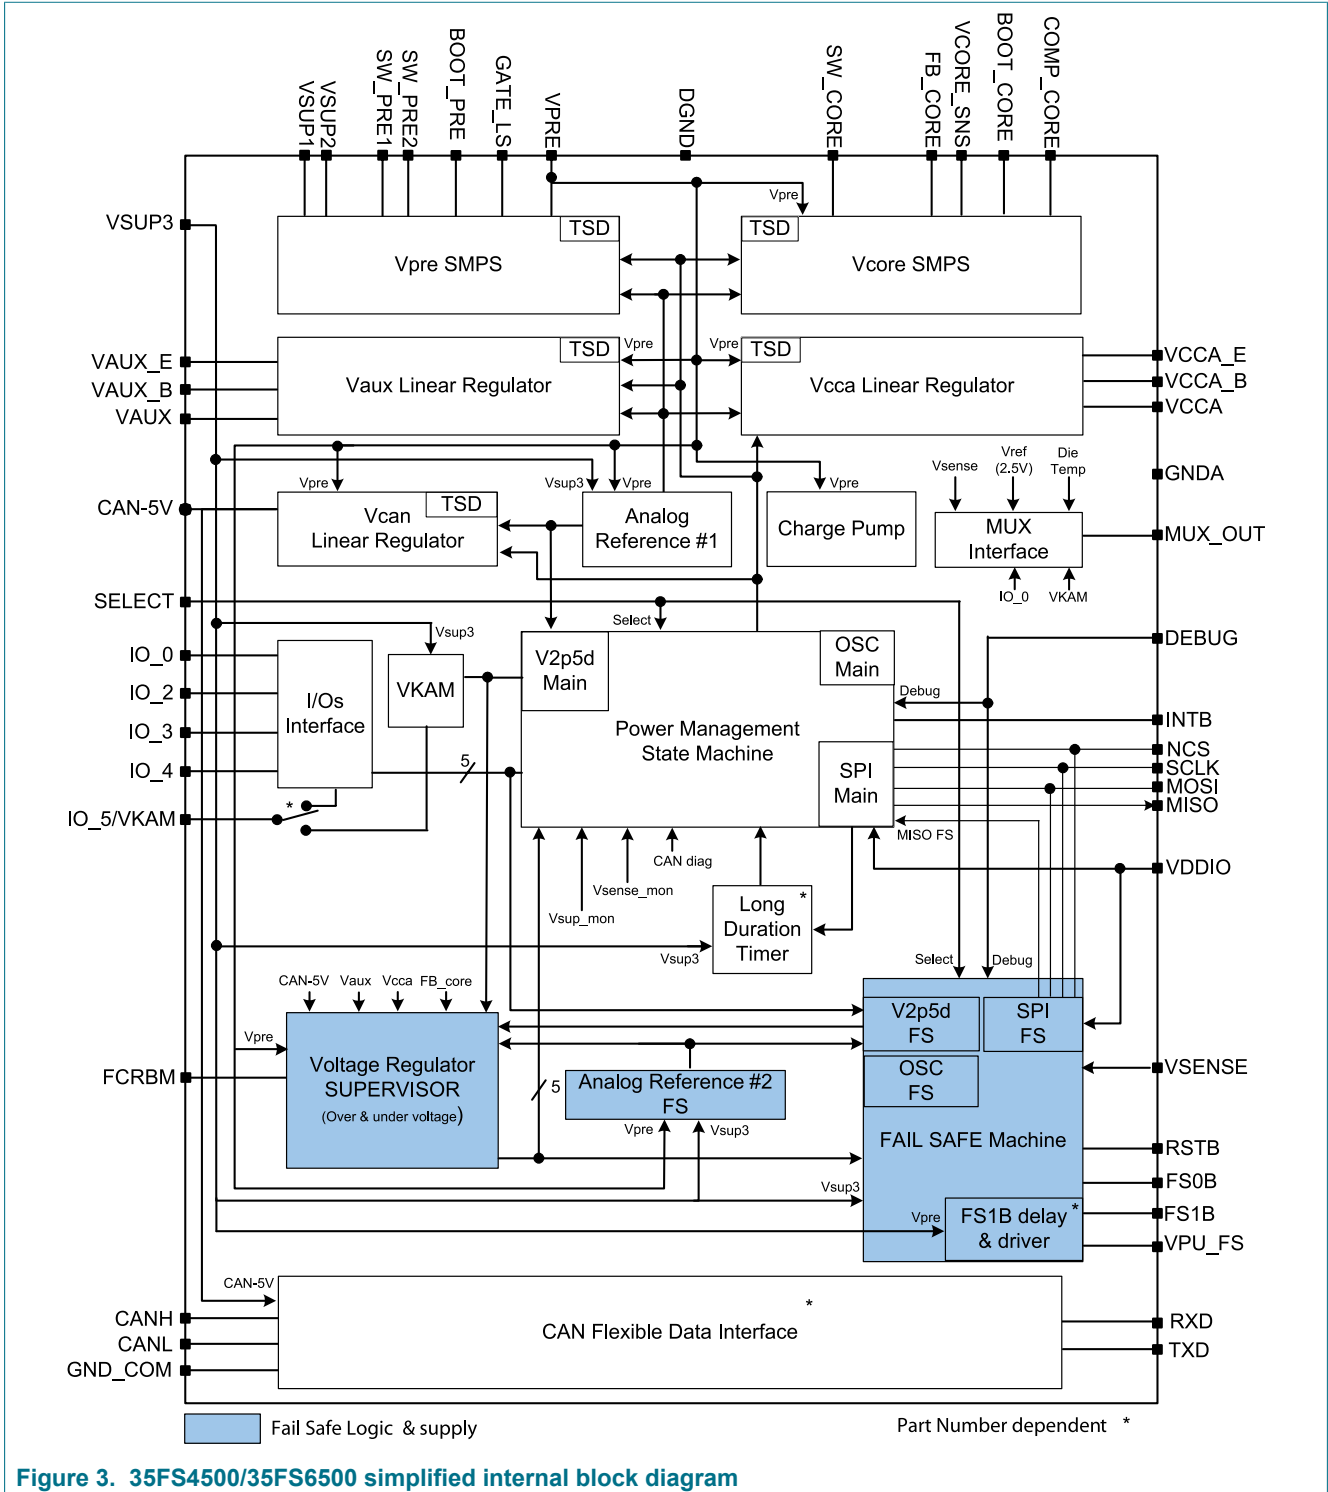 VSUP1
VSUP2
SW_PRE1
SW_PRE2
BOOT_PRE
GATE_LS
VPRE
DGND
SW_CORE
FB_CORE
VCORE_SNS
BOOT_CORE
COMP_CORE
VSUP3
TSD
Vpre SMPS
Vpre
TSD
Vcore SMPS
VAUX_E
VAUX_B
VAUX
TSD
Vaux Linear Regulator
Vpre
Vpre
TSD
Vcca Linear Regulator
VCCA_E
VCCA_B
VCCA
GNDA
Vpre
Vsup3
Vpre
Vpre
Vsense
Vref
(2.5V)
Die
Temp
CAN-5V
TSD
Vcan
Linear Regulator
Analog
Reference #1
Charge Pump
MUX
Interface
MUX_OUT
IO_0
VKAM
SELECT
Select
Vsup3
IO_0
IO_2
IO_3
IO_4
IO_5/VKAM
I/Os
Interface
*
VKAM
5
V2p5d
Main
OSC
Main
Power Management
State Machine
SPI
Main
Debug
DEBUG
INTB
NCS
SCLK
MOSI
MISO
MISO FS
VDDIO
CAN diag
Vsense_mon
Vsup_mon
Long
Duration
Timer
*
Vsup3
Select
Debug
CAN-5V
Vaux
Vcca
FB_core
Vpre
FCRBM
Voltage Regulator
SUPERVISOR
(Over & under voltage)
5
Analog Reference #2
FS
Vpre
Vsup3
V2p5d
FS
SPI
FS
OSC
FS
FAIL SAFE Machine
Vsup3
Vpre
FS1B delay
& driver
*
VSENSE
RSTB
FS0B
FS1B
VPU_FS
CAN-5V
CANH
CANL
GND_COM
*
CAN Flexible Data Interface
RXD
TXD
Fail Safe Logic & supply
Part Number dependent *
Figure 3. 35FS4500/35FS6500 simplified internal block diagram